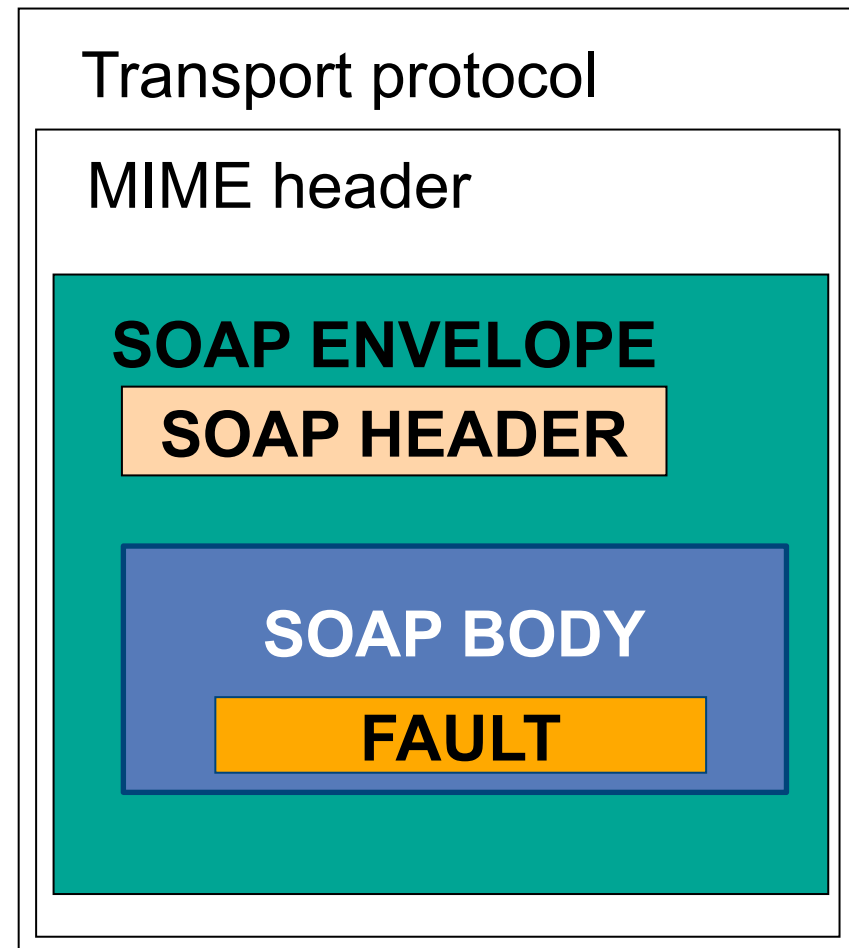 Transport protocol
MIME header
SOAP ENVELOPE
SOAP HEADER
SOAP BODY
FAULT